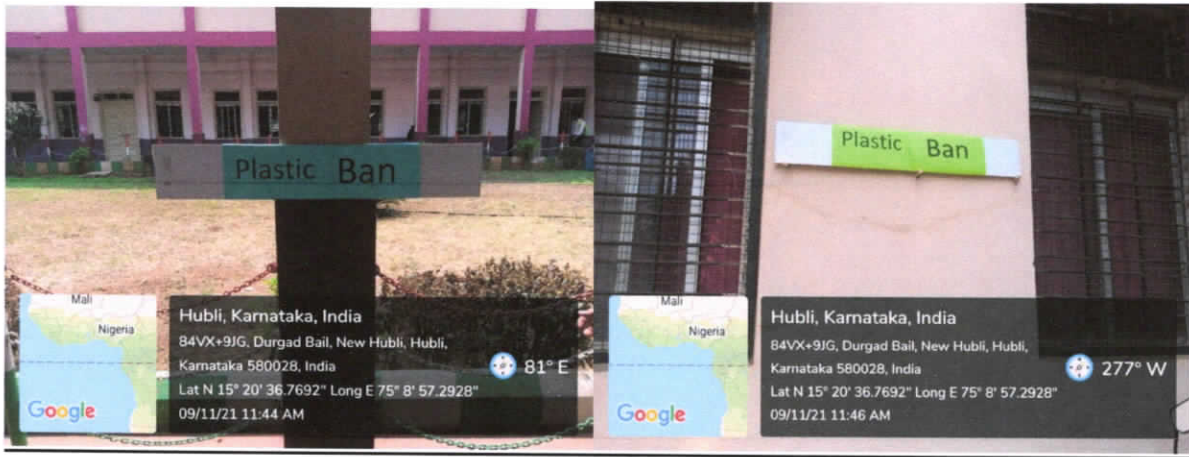 Plastic Ban
Mali
Nigeria
Google
Hubli, Karnataka, India
84VX+9JG, Durgad Bail, New Hubli, Hubli,
Karnataka 580028, India
Lat N 15° 20' 36.7692" Long E 75° 8' 57.2928"
09/11/21 11:44 AM
81° E
Plastic Ban
Mali
Nigeria
Google
Hubli, Karnataka, India
84VX+9JG, Durgad Bail, New Hubli, Hubli,
Karnataka 580028, India
Lat N 15° 20' 36.7692" Long E 75° 8' 57.2928"
09/11/21 11:46 AM
277° W